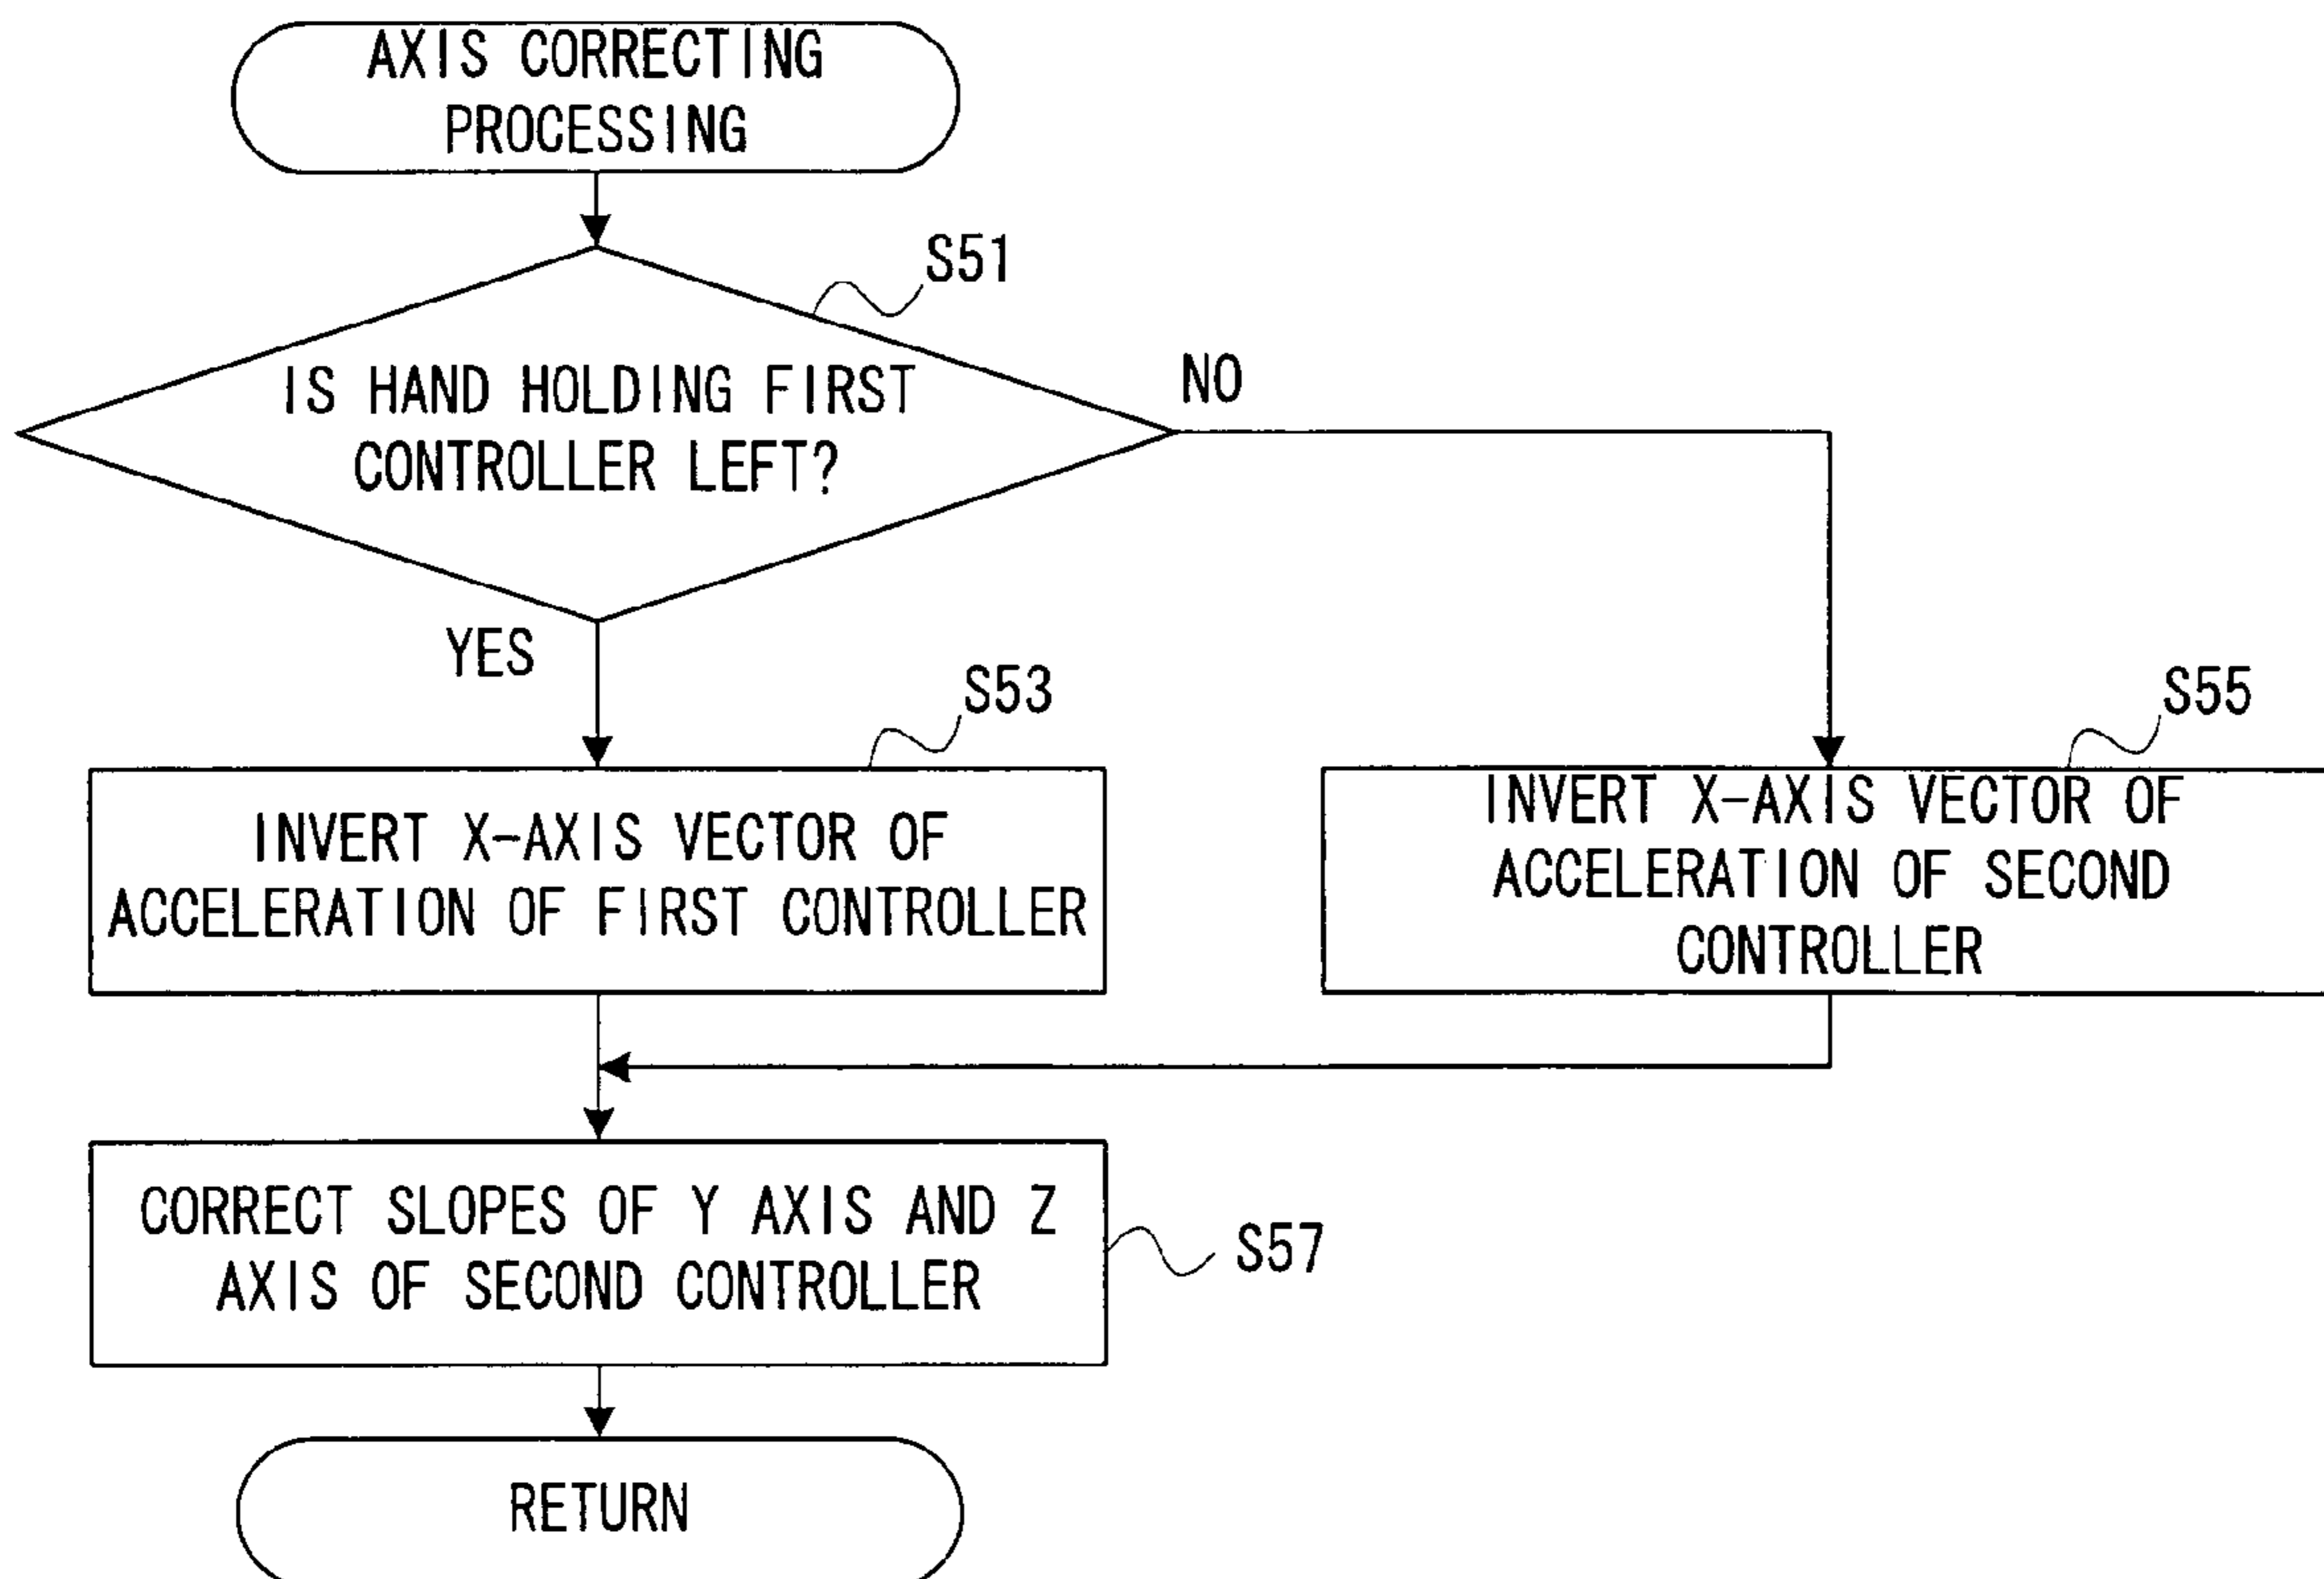 AXIS CORRECTING
PROCESSING
S51
IS HAND HOLDING FIRST
CONTROLLER LEFT?
NO
YES
S53
INVERT X-AXIS VECTOR OF
ACCELERATION OF FIRST CONTROLLER
S55
INVERT X-AXIS VECTOR OF
ACCELERATION OF SECOND
CONTROLLER
CORRECT SLOPES OF Y AXIS AND Z
AXIS OF SECOND CONTROLLER
S57
RETURN